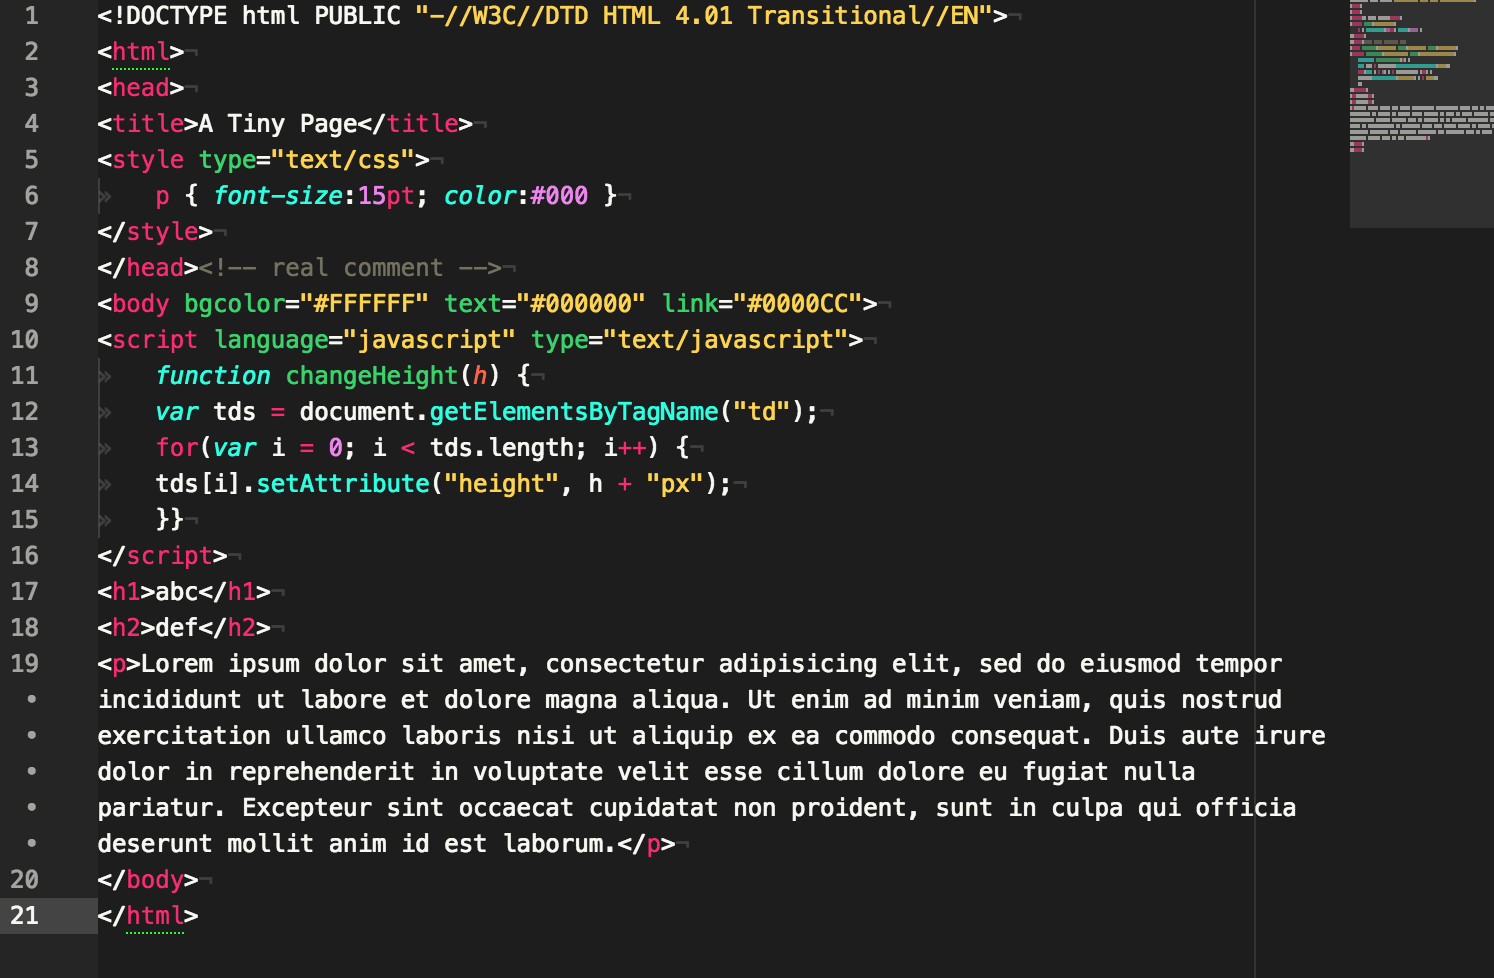 1 <!DOCTYPE html PUBLIC "-//W3C//DTD HTML 4.01 Transitional//EN">¬
2 <html>¬
3 <head>¬
4 <title>A Tiny Page</title>¬
5 <style type="text/css">¬
6 » p { font-size:15pt; color:#000 }¬
7 </style>¬
8 </head><!-- real comment -->¬
9 <body bgcolor="#FFFFFF" text="#000000" link="#0000CC">¬
10 <script language="javascript" type="text/javascript">¬
11 » function changeHeight(h) {¬
12 » var tds = document.getElementsByTagName("td");¬
13 » for(var i = 0; i < tds.length; i++) {¬
14 » tds[i].setAttribute("height", h + "px");¬
15 » }}¬
16 </script>¬
17 <h1>abc</h1>¬
18 <h2>def</h2>¬
19 <p>Lorem ipsum dolor sit amet, consectetur adipisicing elit, sed do eiusmod tempor
• incididunt ut labore et dolore magna aliqua. Ut enim ad minim veniam, quis nostrud
• exercitation ullamco laboris nisi ut aliquip ex ea commodo consequat. Duis aute irure
• dolor in reprehenderit in voluptate velit esse cillum dolore eu fugiat nulla
• pariatur. Excepteur sint occaecat cupidatat non proident, sunt in culpa qui officia
• deserunt mollit anim id est laborum.</p>¬
20 </body>¬
21 </html>